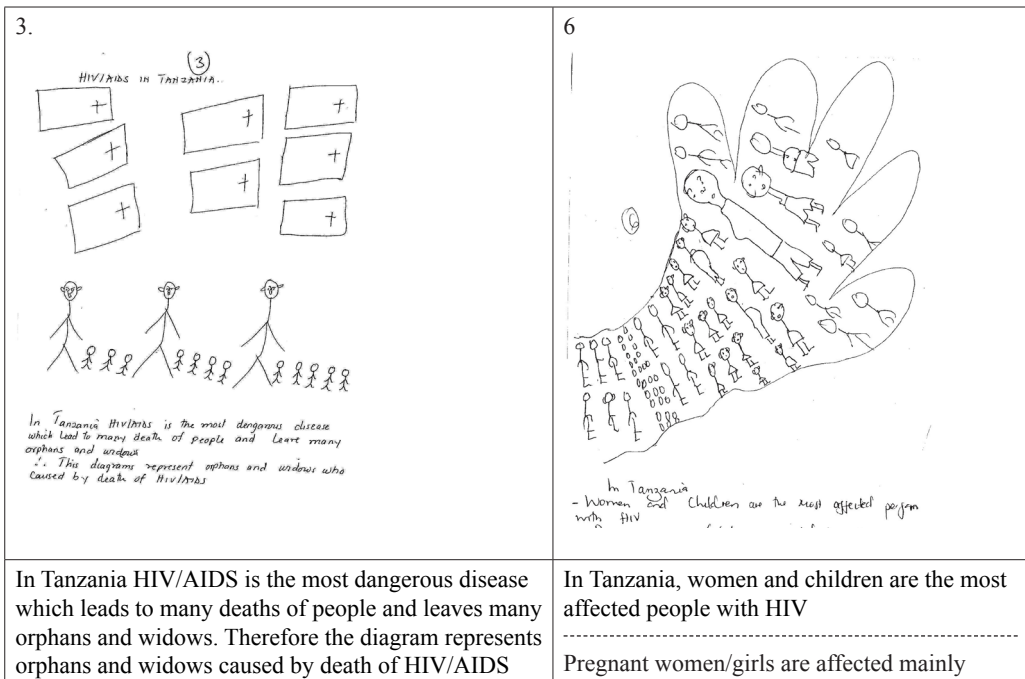 3.
3
HIV/AIDS IN TANZANIA..
In Tanzania HIV/AIDS is the most dengarous disease
which lead to many death of people and Leave many
orphans and widows
∴ This diagrams represent orphans and widows who
caused by death of HIV/AIDS
In Tanzania HIV/AIDS is the most dangerous disease
which leads to many deaths of people and leaves many
orphans and widows. Therefore the diagram represents
orphans and widows caused by death of HIV/AIDS
6
6
In Tanzania
- Women and Children are the most affected
with HIV
In Tanzania, women and children are the most
affected people with HIV
Pregnant women/girls are affected mainly